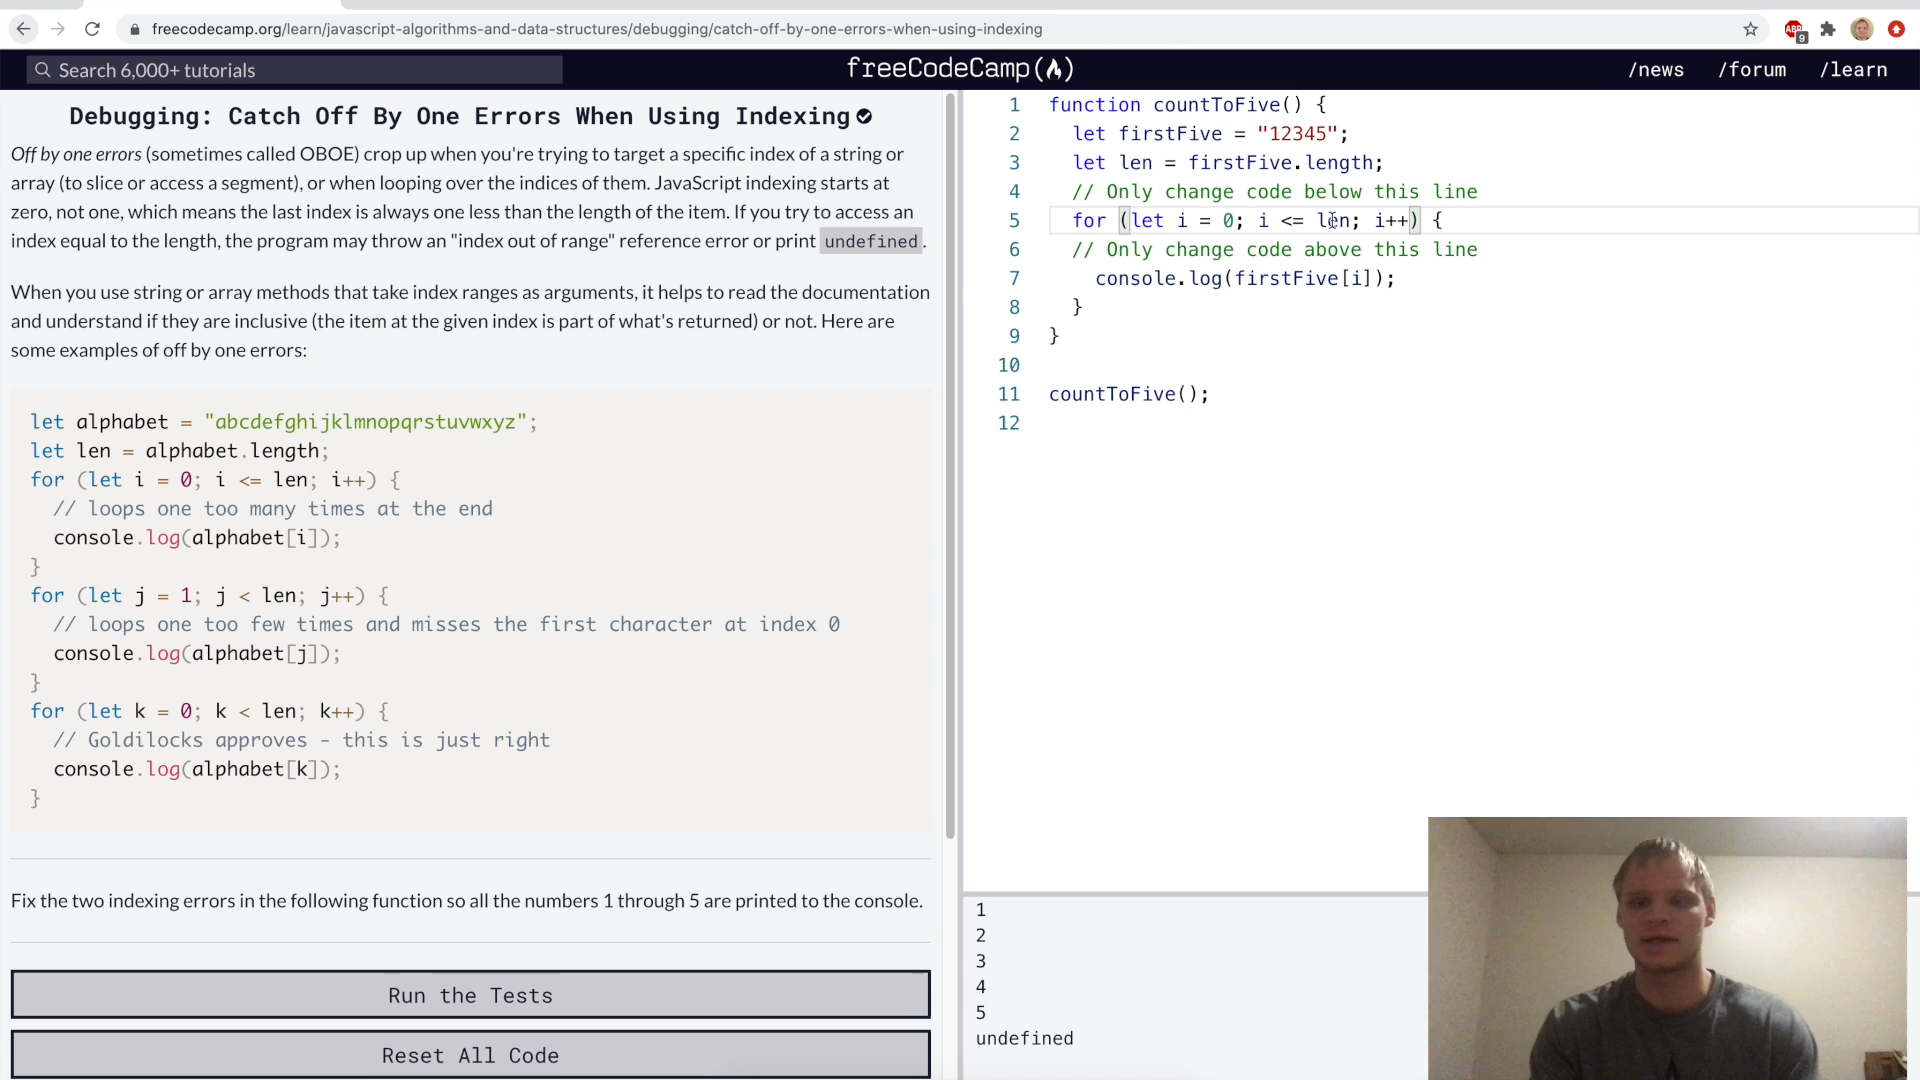 freecodecamp.org/learn/javascript-algorithms-and-data-structures/debugging/catch-off-by-one-errors-when-using-indexing
ABP
9
Search 6,000+ tutorials
freeCodeCamp
/news
/forum
/learn
Debugging: Catch Off By One Errors When Using Indexing
Off by one errors (sometimes called OBOE) crop up when you're trying to target a specific index of a string or
array (to slice or access a segment), or when looping over the indices of them. JavaScript indexing starts at
zero, not one, which means the last index is always one less than the length of the item. If you try to access an
index equal to the length, the program may throw an "index out of range" reference error or print undefined.
When you use string or array methods that take index ranges as arguments, it helps to read the documentation
and understand if they are inclusive (the item at the given index is part of what's returned) or not. Here are
some examples of off by one errors:
let alphabet = "abcdefghijklmnopqrstuvwxyz";
let len = alphabet.length;
for (let i = 0; i <= len; i++) {
// loops one too many times at the end
console.log(alphabet[i]);
}
for (let j = 1; j < len; j++) {
// loops one too few times and misses the first character at index 0
console.log(alphabet[j]);
}
for (let k = 0; k < len; k++) {
// Goldilocks approves - this is just right
console.log(alphabet[k]);
}
Fix the two indexing errors in the following function so all the numbers 1 through 5 are printed to the console.
Run the Tests
Reset All Code
1 function countToFive() {
2 let firstFive = "12345";
3 let len = firstFive.length;
4 // Only change code below this line
5 for (let i = 0; i <= len; i++) {
6 // Only change code above this line
7 console.log(firstFive[i]);
8 }
9 }
10
11 countToFive();
12
1
2
3
4
5
undefined